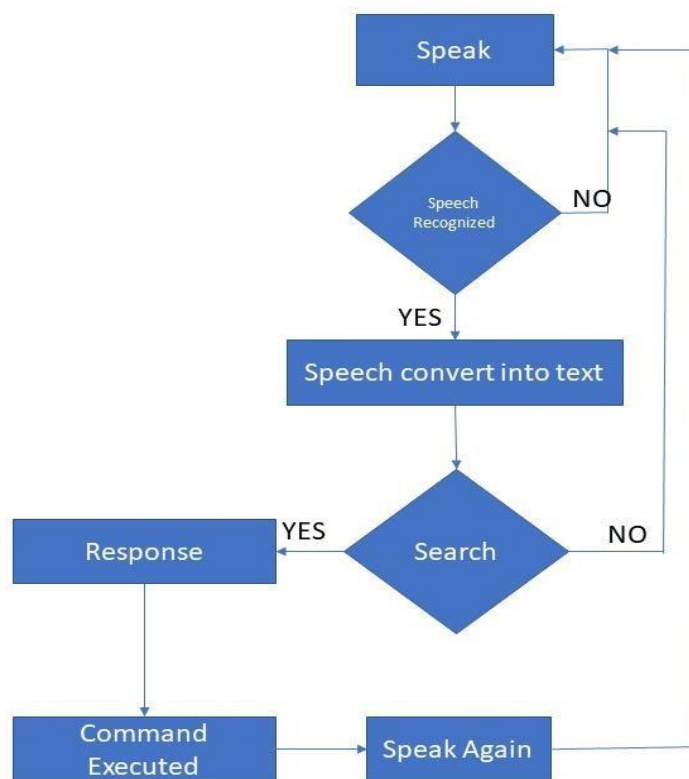 Speak
Speech
Recognized
NO
YES
Speech convert into text
Search
YES
NO
Response
Command
Executed
Speak Again